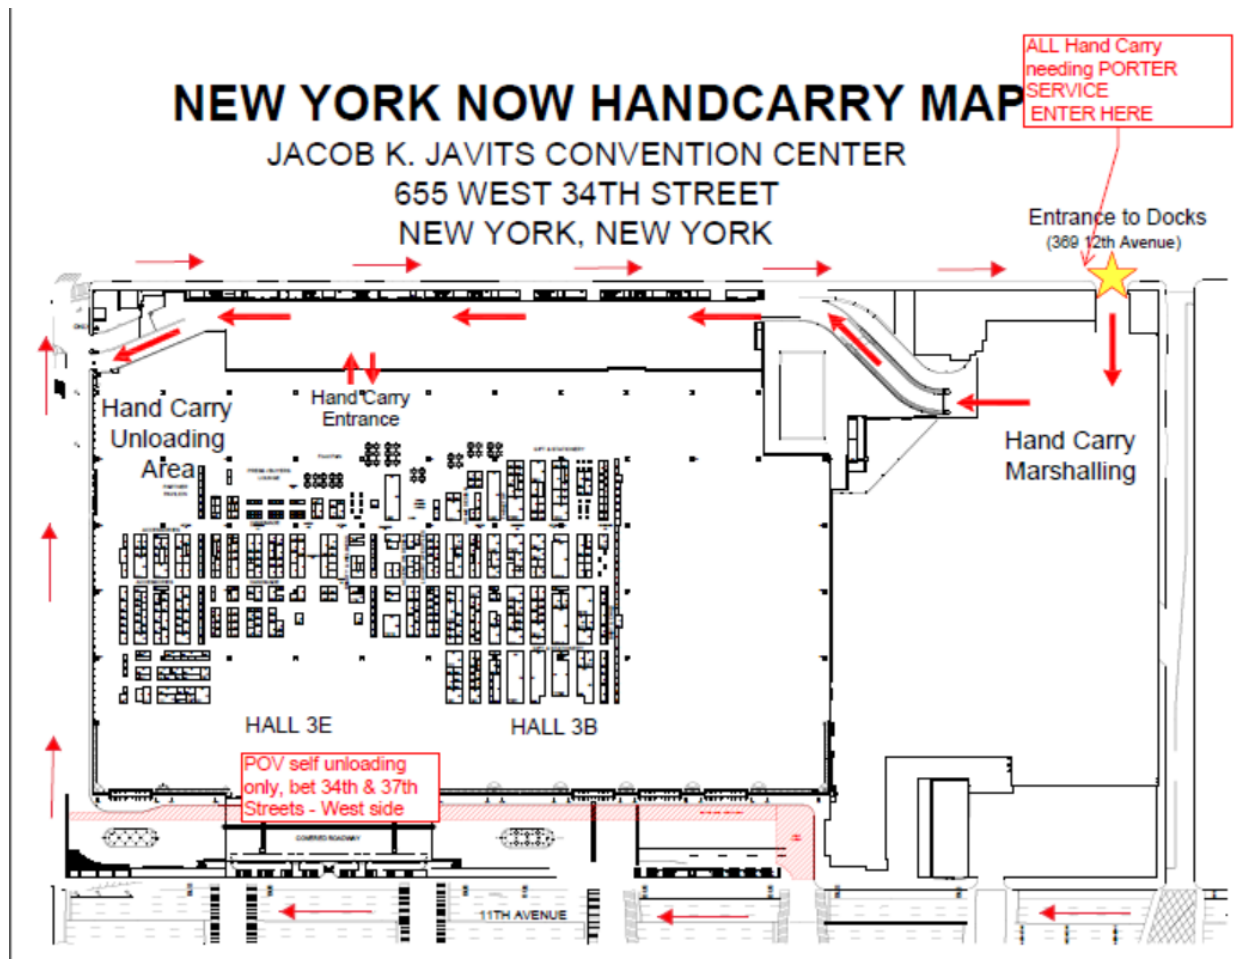 ALL Hand Carry
needing PORTER
SERVICE
ENTER HERE
NEW YORK NOW HANDCARRY MAP
JACOB K. JAVITS CONVENTION CENTER
655 WEST 34TH STREET
NEW YORK, NEW YORK
Entrance to Docks
(369 12th Avenue)
Hand Carry
Entrance
Hand Carry
Unloading
Area
Hand Carry
Marshalling
HALL 3E
HALL 3B
POV self unloading
only, bet 34th & 37th
Streets - West side
COVERED ROADWAY
11TH AVENUE